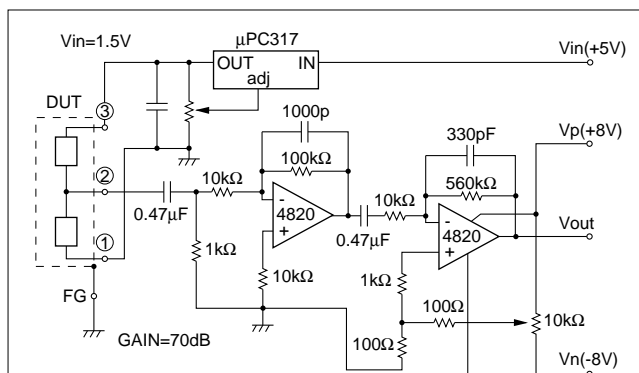 Vin=1.5V
µPC317
OUT
IN
adj
Vin(+5V)
DUT
③
②
①
FG
1000p
100kΩ
10kΩ
0.47µF
-
4820
+
1kΩ
10kΩ
0.47µF
330pF
560kΩ
10kΩ
-
4820
+
1kΩ
100Ω
100Ω
10kΩ
Vp(+8V)
Vout
Vn(-8V)
GAIN=70dB